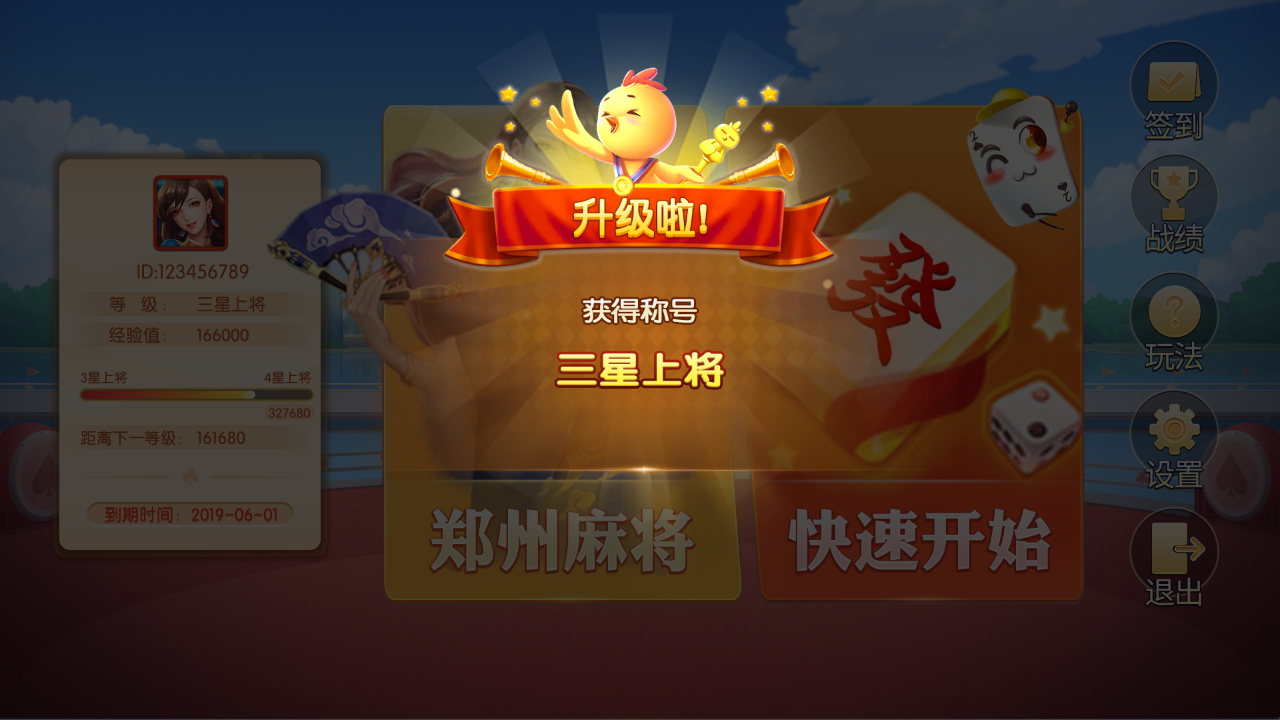 升级啦!
获得称号
三星上将
ID:123456789
等 级: 三星上将
经验值: 166000
3星上将 4星上将
327680
距离下一等级: 161680
到期时间: 2019-06-01
發
郑州麻将
快速开始
签到
战绩
?
玩法
设置
退出